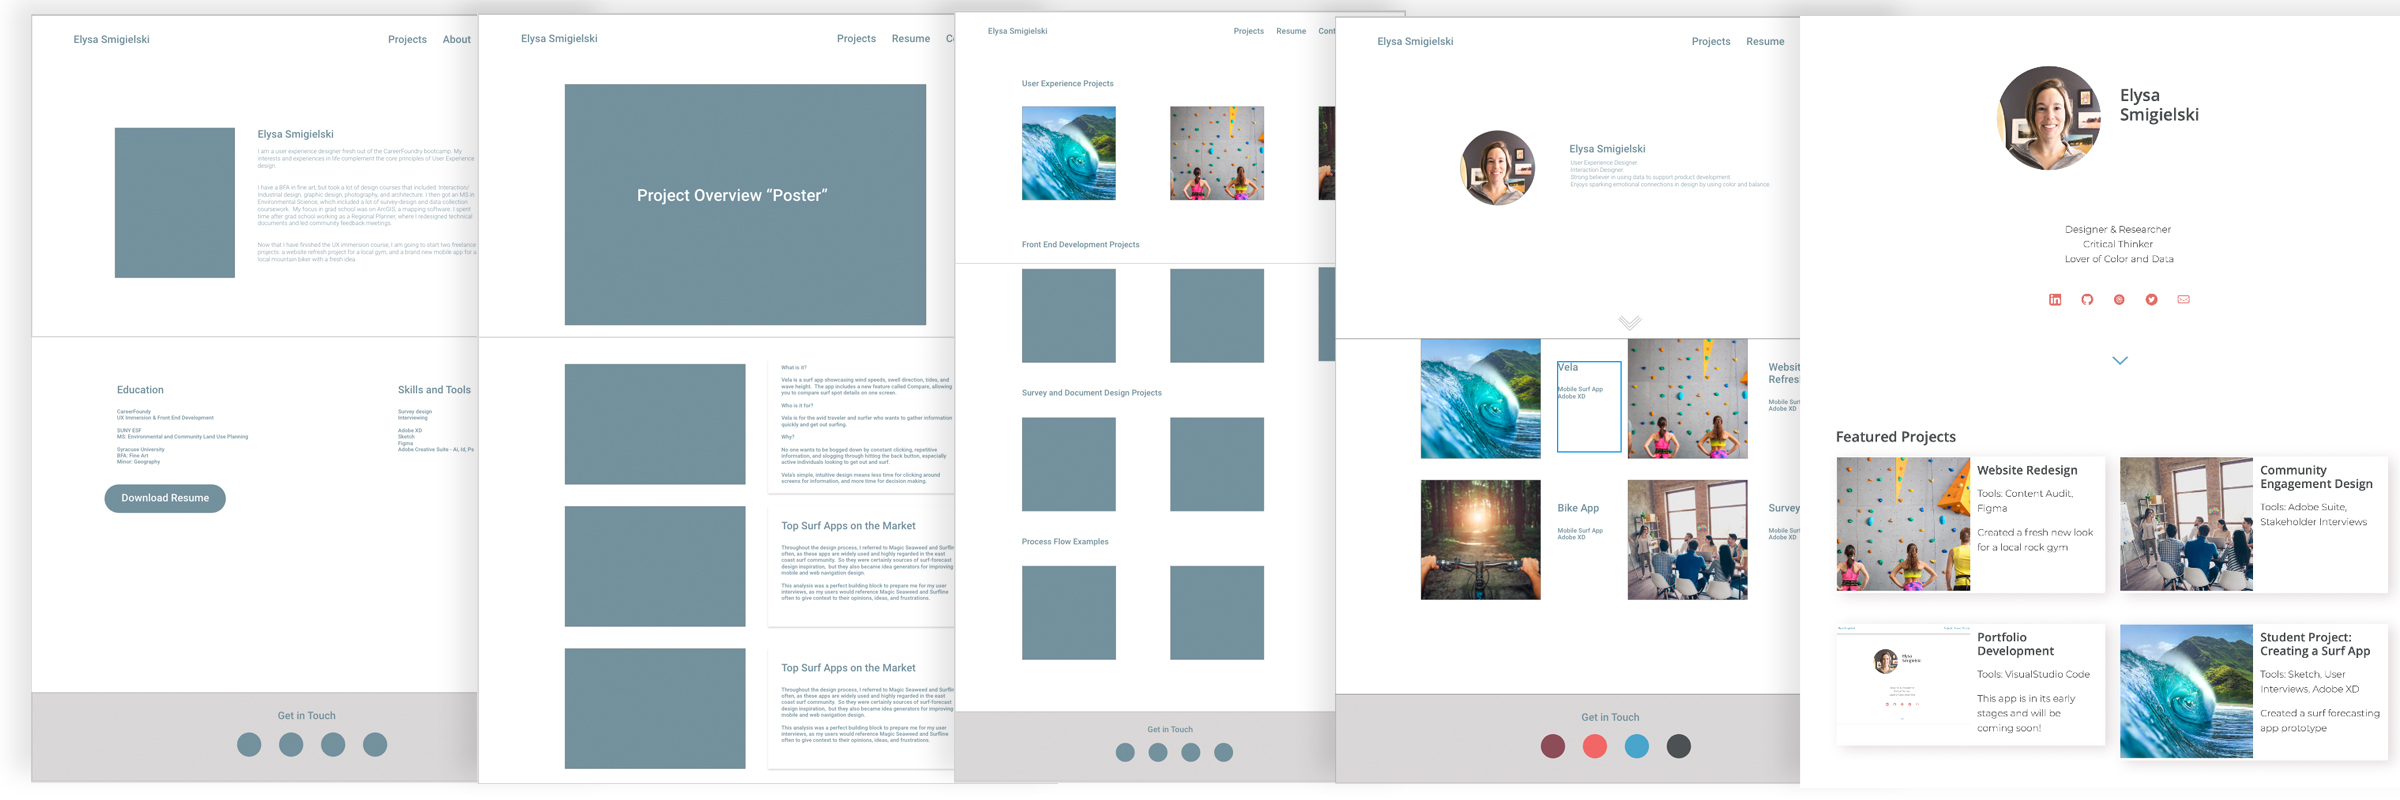 Elysa Smigielski
Projects About
Elysa Smigielski
I am a user experience designer fresh out of the CareerFoundry bootcamp. My
interests and experiences in life complement the core principles of User Experience
design.
I have a BFA in fine art, but took a lot of design courses that included Interaction/
Industrial design, graphic design, photography, and architecture. I then got an MS in
Environmental Science, which included a lot of survey design and data collection
coursework. My focus in grad school was on ArcGIS, a mapping software. I spent
time after grad school working as a Regional Planner, where I redesigned technical
documents and led community feedback meetings.
Now that I have finished the UX immersion course, I am going to start two freelance
projects: a website refresh project for a local gym, and a brand new mobile app for a
local mountain biker with a fresh idea.
Education
CareerFoundy
UX Immersion & Front End Development
SUNY ESF
MS: Environmental and Community Land Use Planning
Syracuse University
BFA: Fine Art
Minor: Geography
Skills and Tools
Survey design
Interviewing
Adobe XD
Sketch
Figma
Adobe Creative Suite - Ai, Id, Ps
Download Resume
Get in Touch
Elysa Smigielski
Projects Resume
Project Overview “Poster”
What is it?
Vela is a surf app showcasing wind speeds, swell direction, tides, and
wave height. The app includes a new feature called Compare, allowing
you to compare surf spot details on one screen.
Who is it for?
Vela is for the avid traveler and surfer who wants to gather information
quickly and get out surfing.
Why?
No one wants to be bogged down by constant clicking, repetitive
information, and slogging through hitting the back button, especially
active individuals looking to get out and surf.
Vela's simple, intuitive design means less time for clicking around
screens for information, and more time for decision making.
Top Surf Apps on the Market
Throughout the design process, I referred to Magic Seaweed and Surflin
often, as these apps are widely used and highly regarded in the east
coast surf community. So they were certainly sources of surf-forecast
design inspiration, but they also became idea generators for improving
mobile and web navigation design.
This analysis was a perfect building block to prepare me for my user
interviews, as my users would reference Magic Seaweed and Surfline
often to give context to their opinions, ideas, and frustrations.
Top Surf Apps on the Market
Throughout the design process, I referred to Magic Seaweed and Surflin
often, as these apps are widely used and highly regarded in the east
coast surf community. So they were certainly sources of surf-forecast
design inspiration, but they also became idea generators for improving
mobile and web navigation design.
This analysis was a perfect building block to prepare me for my user
interviews, as my users would reference Magic Seaweed and Surfline
often to give context to their opinions, ideas, and frustrations.
Elysa Smigielski
Projects Resume Cont
User Experience Projects
Front End Development Projects
Survey and Document Design Projects
Process Flow Examples
Get in Touch
Elysa Smigielski
Projects Resume
Elysa Smigielski
User Experience Designer
Interaction Designer
Strong believer in using data to support product development
Enjoys sparking emotional connections in design by using color and balance.
Vela
Mobile Surf App
Adobe XD
Websit
Refres
Mobile Sur
Adobe XD
Bike App
Mobile Surf App
Adobe XD
Survey
Mobile Sur
Adobe XD
Get in Touch
Elysa
Smigielski
Designer & Researcher
Critical Thinker
Lover of Color and Data
Featured Projects
Website Redesign
Tools: Content Audit,
Figma
Created a fresh new look
for a local rock gym
Community
Engagement Design
Tools: Adobe Suite,
Stakeholder Interviews
Portfolio
Development
Tools: VisualStudio Code
This app is in its early
stages and will be
coming soon!
Elysa
Smigielski
Student Project:
Creating a Surf App
Tools: Sketch, User
Interviews, Adobe XD
Created a surf forecasting
app prototype